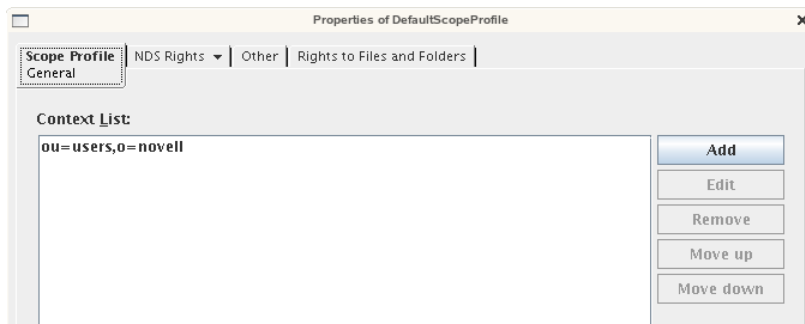 Properties of DefaultScopeProfile
Scope Profile NDS Rights Other Rights to Files and Folders
General
Context List:
ou=users,o=novell
Add
Edit
Remove
Move up
Move down